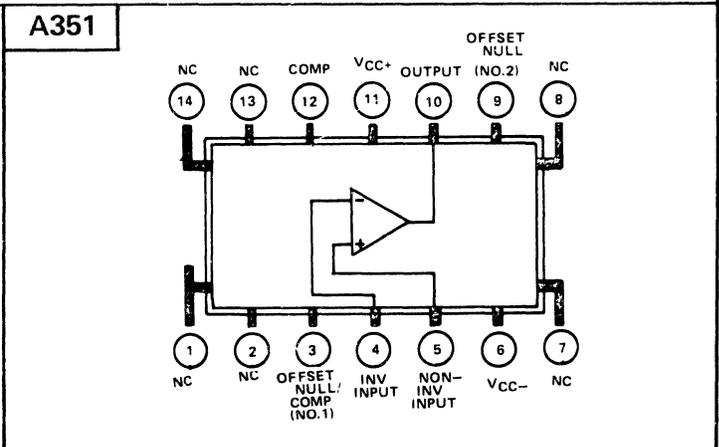 A351
OFFSET
NULL
(NO.2)
NC
NC
COMP
VCC+
OUTPUT
NC
14
13
12
11
10
9
8
-
+
1
2
3
4
5
6
7
NC
NC
OFFSET
NULL/
COMP
(NO.1)
INV
INPUT
NON-
INV
INPUT
VCC-
NC